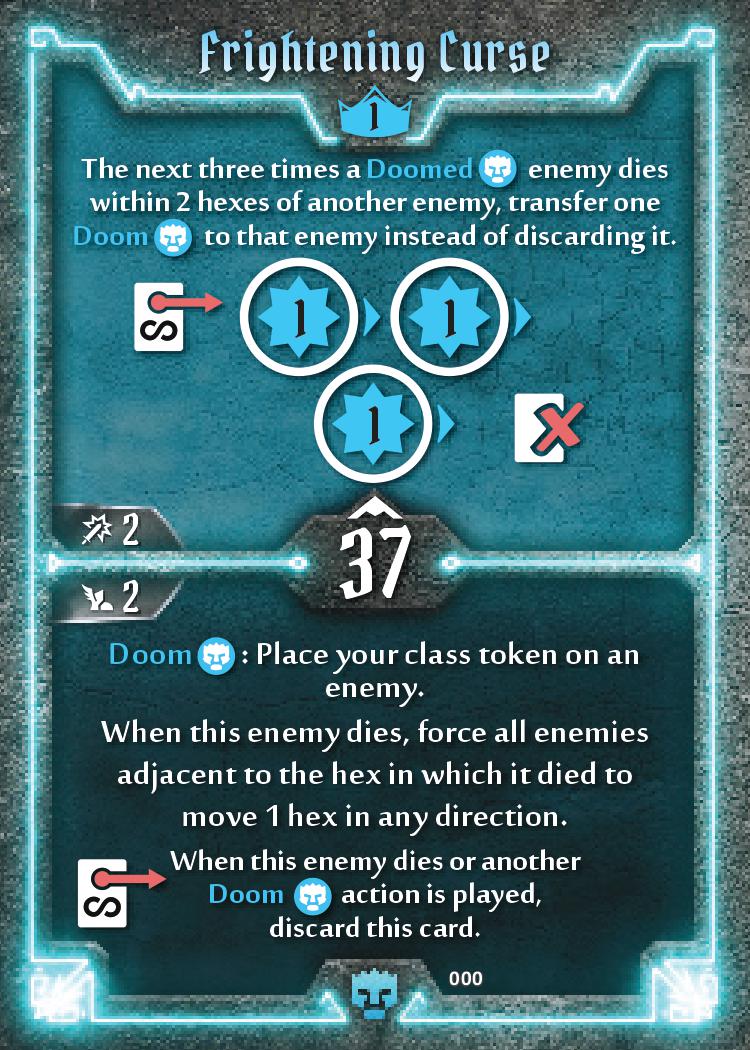 Frightening Curse
1
The next three times a Doomed enemy dies
within 2 hexes of another enemy, transfer one
Doom to that enemy instead of discarding it.
1 1
1
2
37
2
Doom : Place your class token on an
enemy.
When this enemy dies, force all enemies
adjacent to the hex in which it died to
move 1 hex in any direction.
When this enemy dies or another
Doom action is played,
discard this card.
000